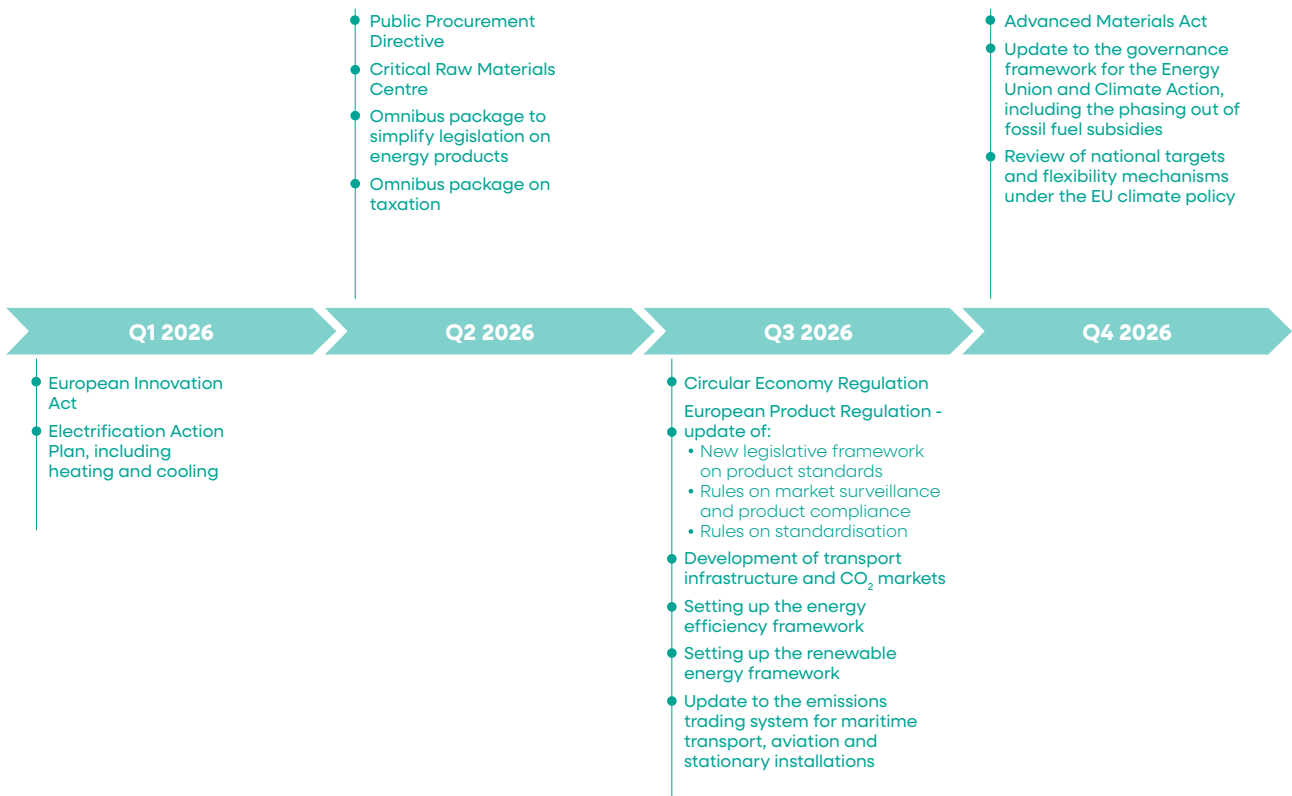 Public Procurement
Directive
Critical Raw Materials
Centre
Omnibus package to
simplify legislation on
energy products
Omnibus package on
taxation
Advanced Materials Act
Update to the governance
framework for the Energy
Union and Climate Action,
including the phasing out of
fossil fuel subsidies
Review of national targets
and flexibility mechanisms
under the EU climate policy
Q1 2026
Q2 2026
Q3 2026
Q4 2026
European Innovation
Act
Electrification Action
Plan, including
heating and cooling
Circular Economy Regulation
European Product Regulation -
update of:
• New legislative framework
on product standards
• Rules on market surveillance
and product compliance
• Rules on standardisation
Development of transport
infrastructure and CO₂ markets
Setting up the energy
efficiency framework
Setting up the renewable
energy framework
Update to the emissions
trading system for maritime
transport, aviation and
stationary installations